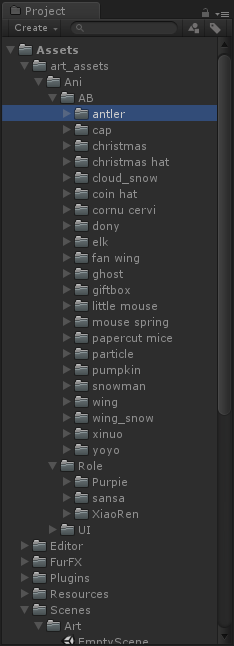 Project
Create
Assets
art_assets
Ani
AB
antler
cap
christmas
christmas hat
cloud_snow
coin hat
cornu cervi
dony
elk
fan wing
ghost
giftbox
little mouse
mouse spring
papercut mice
particle
pumpkin
snowman
wing
wing_snow
xinuo
yoyo
Role
Purpie
sansa
XiaoRen
UI
Editor
FurFX
Plugins
Resources
Scenes
Art
EmptyScene